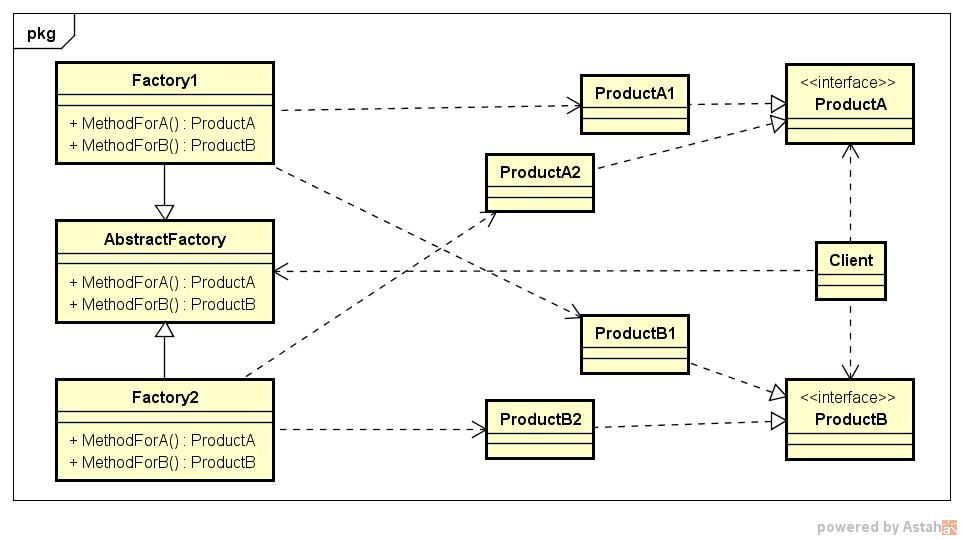 pkg
Factory1
+ MethodForA() : ProductA
+ MethodForB() : ProductB
ProductA1
<<interface>>
ProductA
ProductA2
AbstractFactory
+ MethodForA() : ProductA
+ MethodForB() : ProductB
Client
ProductB1
Factory2
+ MethodForA() : ProductA
+ MethodForB() : ProductB
ProductB2
<<interface>>
ProductB
powered by Astah